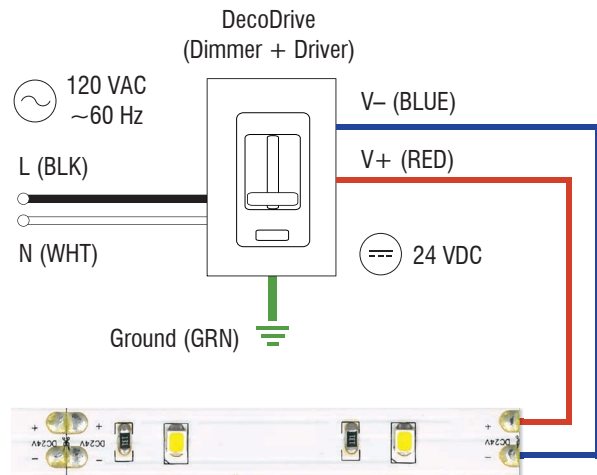 DecoDrive
(Dimmer + Driver)
120 VAC
~60 Hz
V– (BLUE)
L (BLK)
V+ (RED)
N (WHT)
24 VDC
Ground (GRN)
+ +
DC24V DC24V
– –
+
DC24V
–